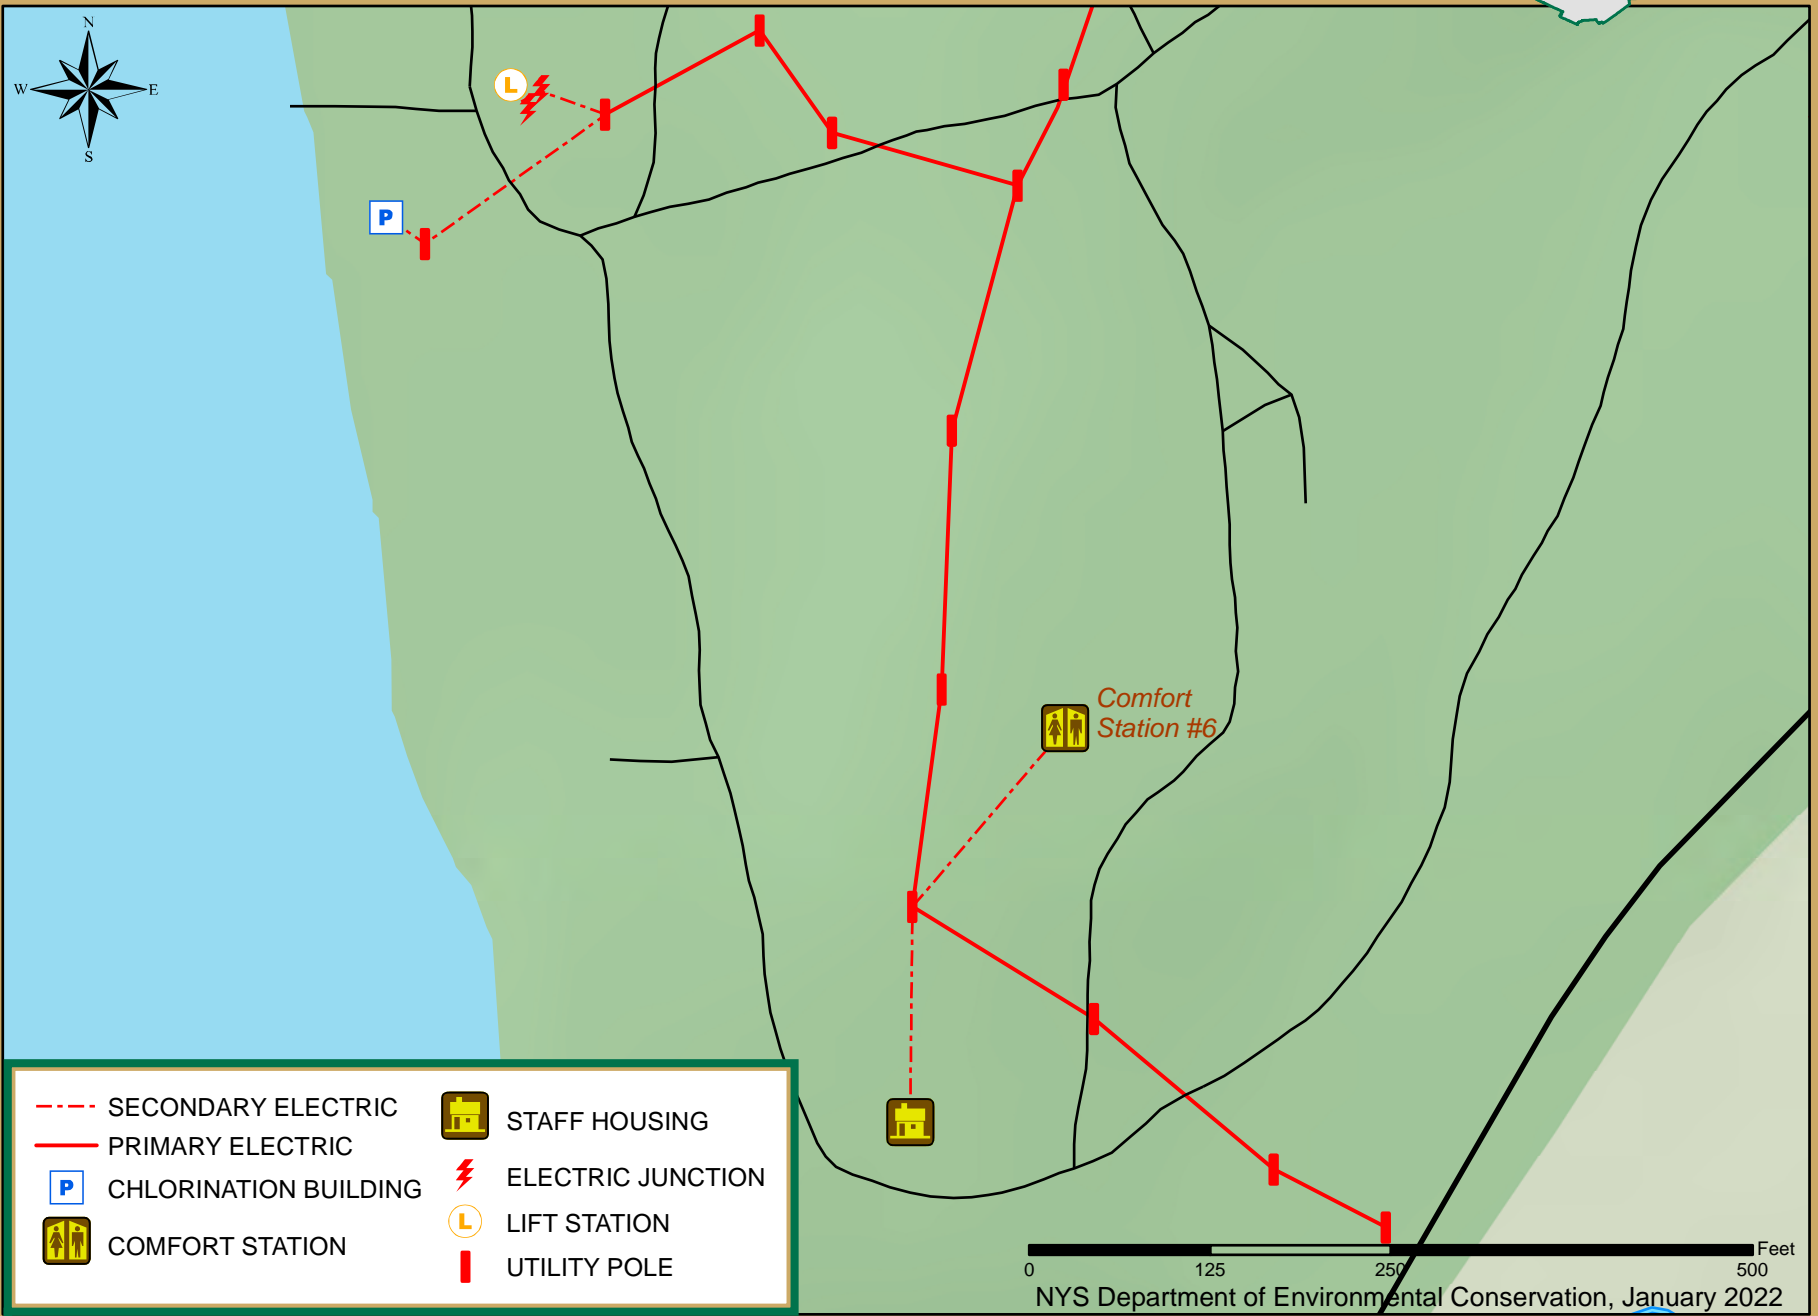 N
W
E
S
L
P
Comfort
Station #6
SECONDARY ELECTRIC
PRIMARY ELECTRIC
P
CHLORINATION BUILDING
COMFORT STATION
STAFF HOUSING
ELECTRIC JUNCTION
L
LIFT STATION
UTILITY POLE
Feet
0 125 250 500
NYS Department of Environmental Conservation, January 2022